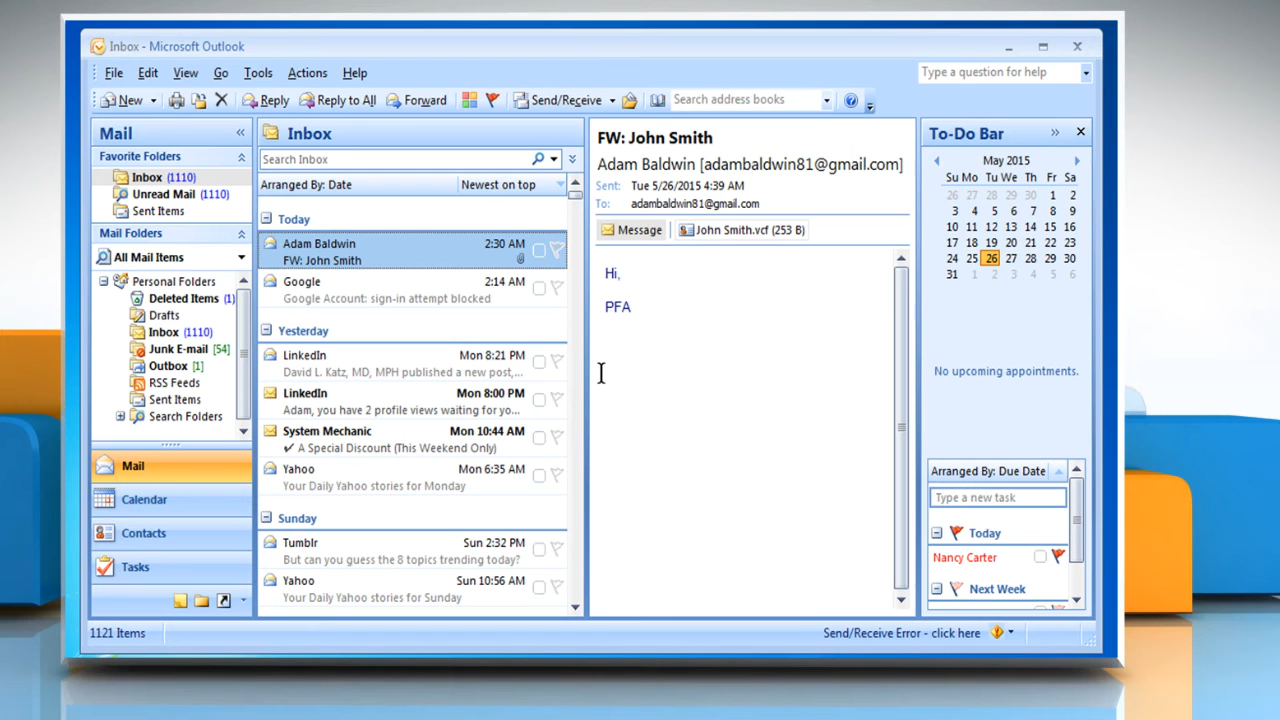 Inbox - Microsoft Outlook
File Edit View Go Tools Actions Help
Type a question for help
New Reply Reply to All Forward Send/Receive Search address books
Mail
Favorite Folders
Inbox (1110)
Unread Mail (1110)
Sent Items
Mail Folders
All Mail Items
Personal Folders
Deleted Items (1)
Drafts
Inbox (1110)
Junk E-mail [54]
Outbox [1]
RSS Feeds
Sent Items
Search Folders
Mail
Calendar
Contacts
Tasks
Inbox
Search Inbox
Arranged By: Date Newest on top
Today
Adam Baldwin 2:30 AM
FW: John Smith
Google 2:14 AM
Google Account: sign-in attempt blocked
Yesterday
LinkedIn Mon 8:21 PM
David L. Katz, MD, MPH published a new post,...
LinkedIn Mon 8:00 PM
Adam, you have 2 profile views waiting for yo...
System Mechanic Mon 10:44 AM
✔ A Special Discount (This Weekend Only)
Yahoo Mon 6:35 AM
Your Daily Yahoo stories for Monday
Sunday
Tumblr Sun 2:32 PM
But can you guess the 8 topics trending today?
Yahoo Sun 10:56 AM
Your Daily Yahoo stories for Sunday
FW: John Smith
Adam Baldwin [adambaldwin81@gmail.com]
Sent: Tue 5/26/2015 4:39 AM
To: adambaldwin81@gmail.com
Message John Smith.vcf (253 B)
Hi,
PFA
To-Do Bar
May 2015
Su Mo Tu We Th Fr Sa
26 27 28 29 30 1 2
3 4 5 6 7 8 9
10 11 12 13 14 15 16
17 18 19 20 21 22 23
24 25 26 27 28 29 30
31 1 2 3 4 5 6
No upcoming appointments.
Arranged By: Due Date
Type a new task
Today
Nancy Carter
Next Week
1121 Items
Send/Receive Error - click here